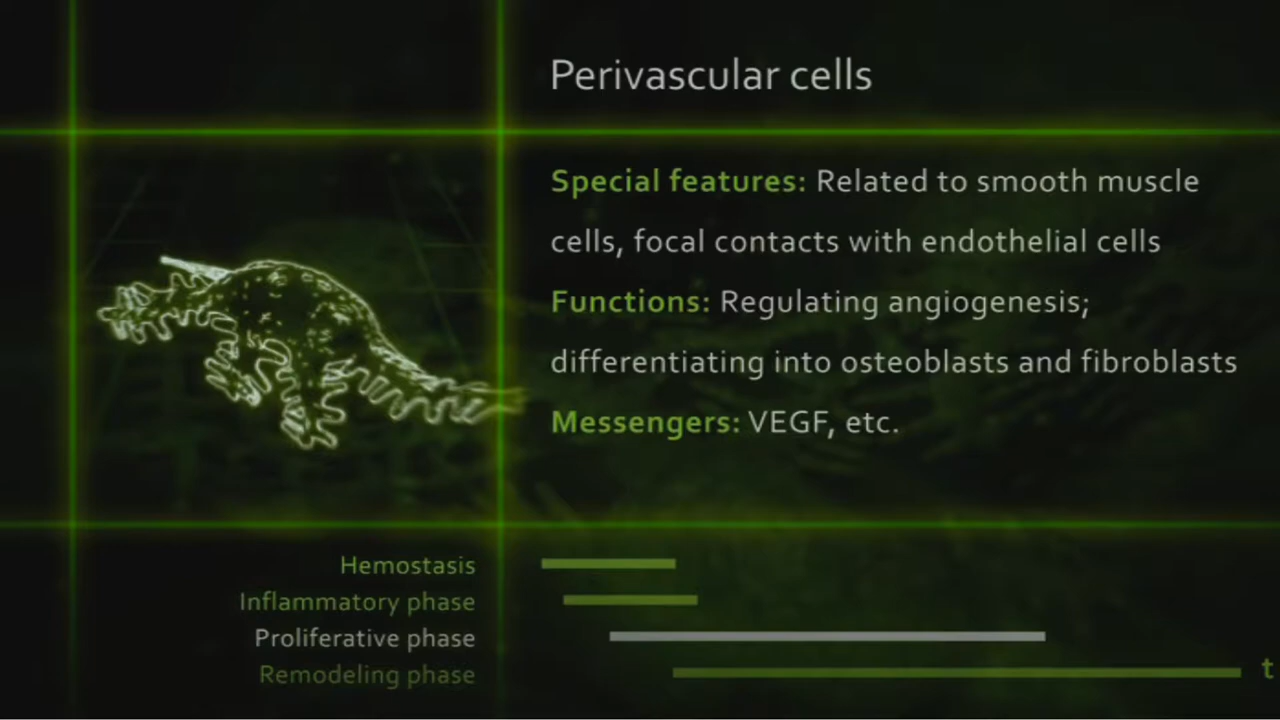 Perivascular cells
Special features: Related to smooth muscle
cells, focal contacts with endothelial cells
Functions: Regulating angiogenesis;
differentiating into osteoblasts and fibroblasts
Messengers: VEGF, etc.
Hemostasis
Inflammatory phase
Proliferative phase
Remodeling phase
t